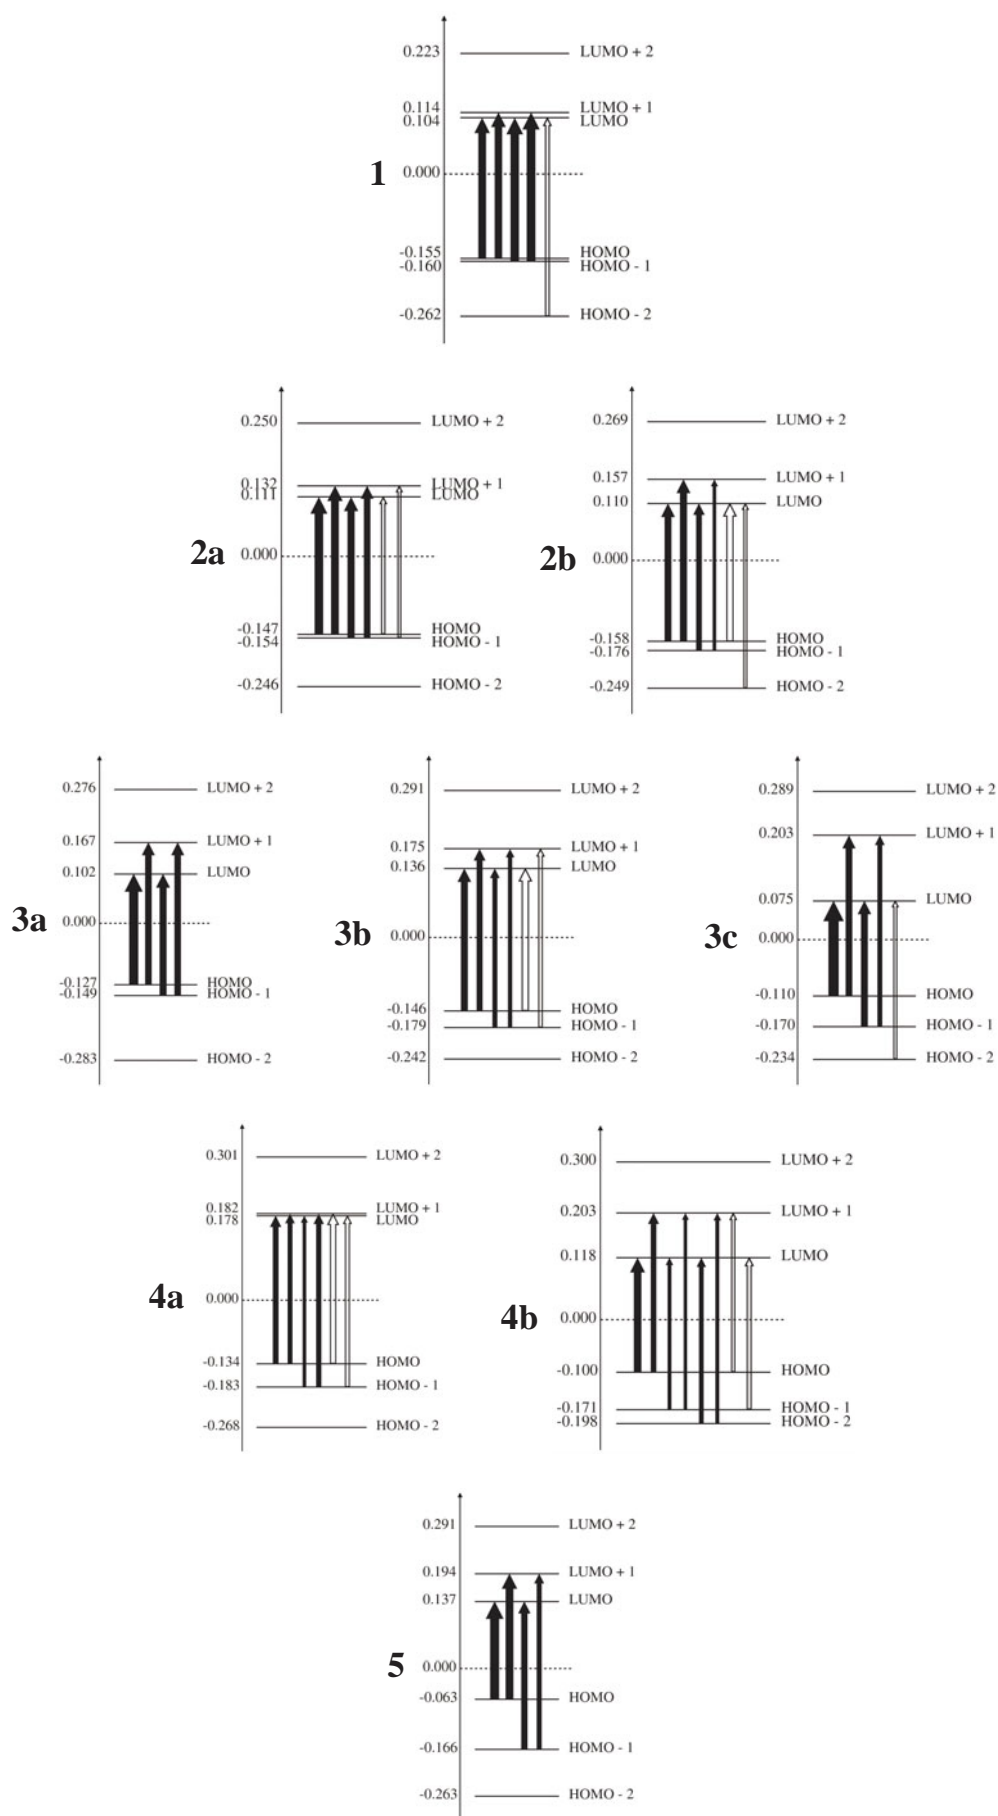 0.223 LUMO + 2
0.114 LUMO + 1
0.104 LUMO
1 0.000
-0.155 HOMO
-0.160 HOMO - 1
-0.262 HOMO - 2
0.250 LUMO + 2
0.132 LUMO + 1
0.111 LUMO
2a 0.000
-0.147 HOMO
-0.154 HOMO - 1
-0.246 HOMO - 2
0.269 LUMO + 2
0.157 LUMO + 1
0.110 LUMO
2b 0.000
-0.158 HOMO
-0.176 HOMO - 1
-0.249 HOMO - 2
0.276 LUMO + 2
0.167 LUMO + 1
0.102 LUMO
3a 0.000
-0.127 HOMO
-0.149 HOMO - 1
-0.283 HOMO - 2
0.291 LUMO + 2
0.175 LUMO + 1
0.136 LUMO
3b 0.000
-0.146 HOMO
-0.179 HOMO - 1
-0.242 HOMO - 2
0.289 LUMO + 2
0.203 LUMO + 1
0.075 LUMO
3c 0.000
-0.110 HOMO
-0.170 HOMO - 1
-0.234 HOMO - 2
0.301 LUMO + 2
0.182 LUMO + 1
0.178 LUMO
4a 0.000
-0.134 HOMO
-0.183 HOMO - 1
-0.268 HOMO - 2
0.300 LUMO + 2
0.203 LUMO + 1
0.118 LUMO
4b 0.000
-0.100 HOMO
-0.171 HOMO - 1
-0.198 HOMO - 2
0.291 LUMO + 2
0.194 LUMO + 1
0.137 LUMO
5 0.000
-0.063 HOMO
-0.166 HOMO - 1
-0.263 HOMO - 2